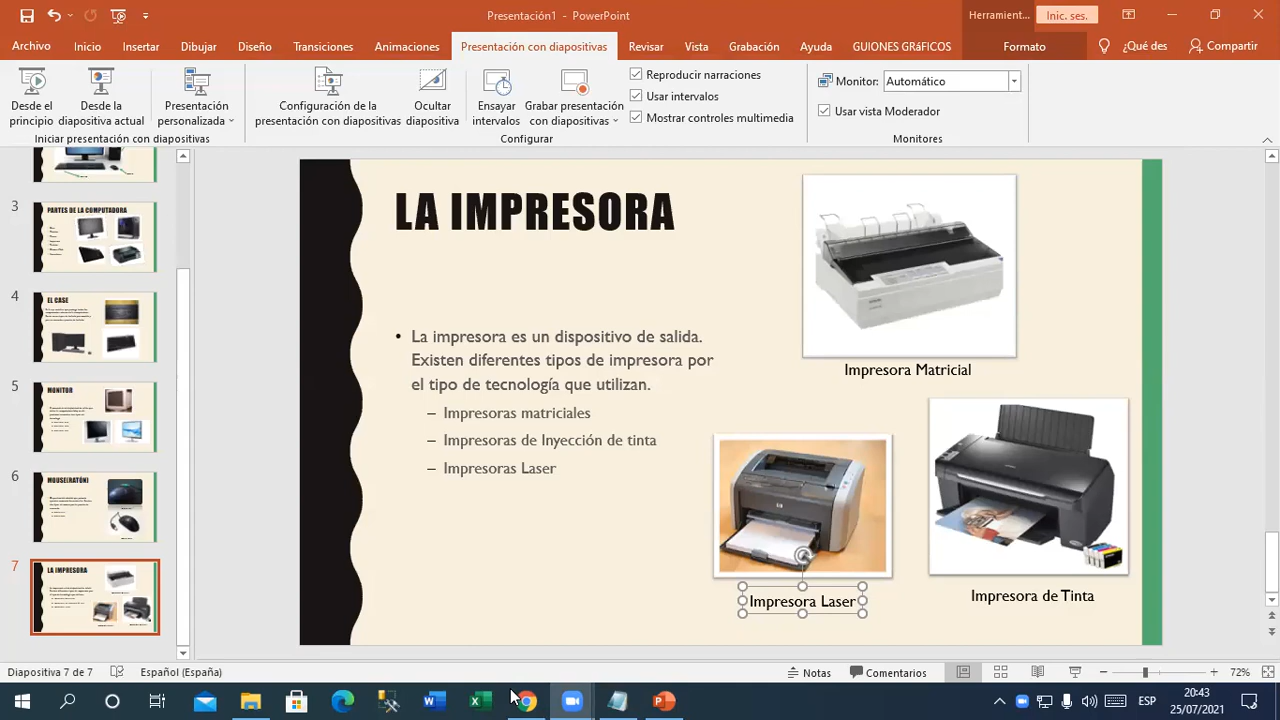 Presentación1 - PowerPoint
Herramient...
Inic. ses.
Archivo
Inicio
Insertar
Dibujar
Diseño
Transiciones
Animaciones
Presentación con diapositivas
Revisar
Vista
Grabación
Ayuda
GUIONES GRáFICOS
Formato
¿Qué des
Compartir
Desde el principio
Desde la diapositiva actual
Presentación personalizada
Configuración de la presentación con diapositivas
Ocultar diapositiva
Ensayar intervalos
Grabar presentación con diapositivas
Reproducir narraciones
Usar intervalos
Mostrar controles multimedia
Monitor:
Automático
Usar vista Moderador
Iniciar presentación con diapositivas
Configurar
Monitores
3
PARTES DE LA COMPUTADORA
4
EL CASE
5
MONITOR
6
MOUSE(RATÓN)
7
LA IMPRESORA
LA IMPRESORA
• La impresora es un dispositivo de salida.
Existen diferentes tipos de impresora por
el tipo de tecnología que utilizan.
– Impresoras matriciales
– Impresoras de Inyección de tinta
– Impresoras Laser
Impresora Matricial
Impresora Laser
Impresora de Tinta
Diapositiva 7 de 7
Español (España)
Notas
Comentarios
72%
ESP
20:43
25/07/2021